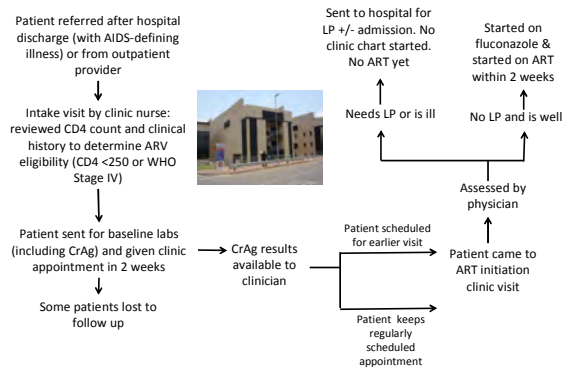 Patient referred after hospital
discharge (with AIDS-defining
illness) or from outpatient
provider
Intake visit by clinic nurse:
reviewed CD4 count and clinical
history to determine ARV
eligibility (CD4 <250 or WHO
Stage IV)
Patient sent for baseline labs
(including CrAg) and given clinic
appointment in 2 weeks
Some patients lost to
follow up
CrAg results
available to
clinician
Patient scheduled
for earlier visit
Patient keeps
regularly
scheduled
appointment
Patient came to
ART initiation
clinic visit
Assessed by
physician
Needs LP or is ill
No LP and is well
Sent to hospital for
LP +/- admission. No
clinic chart started.
No ART yet
Started on
fluconazole &
started on ART
within 2 weeks